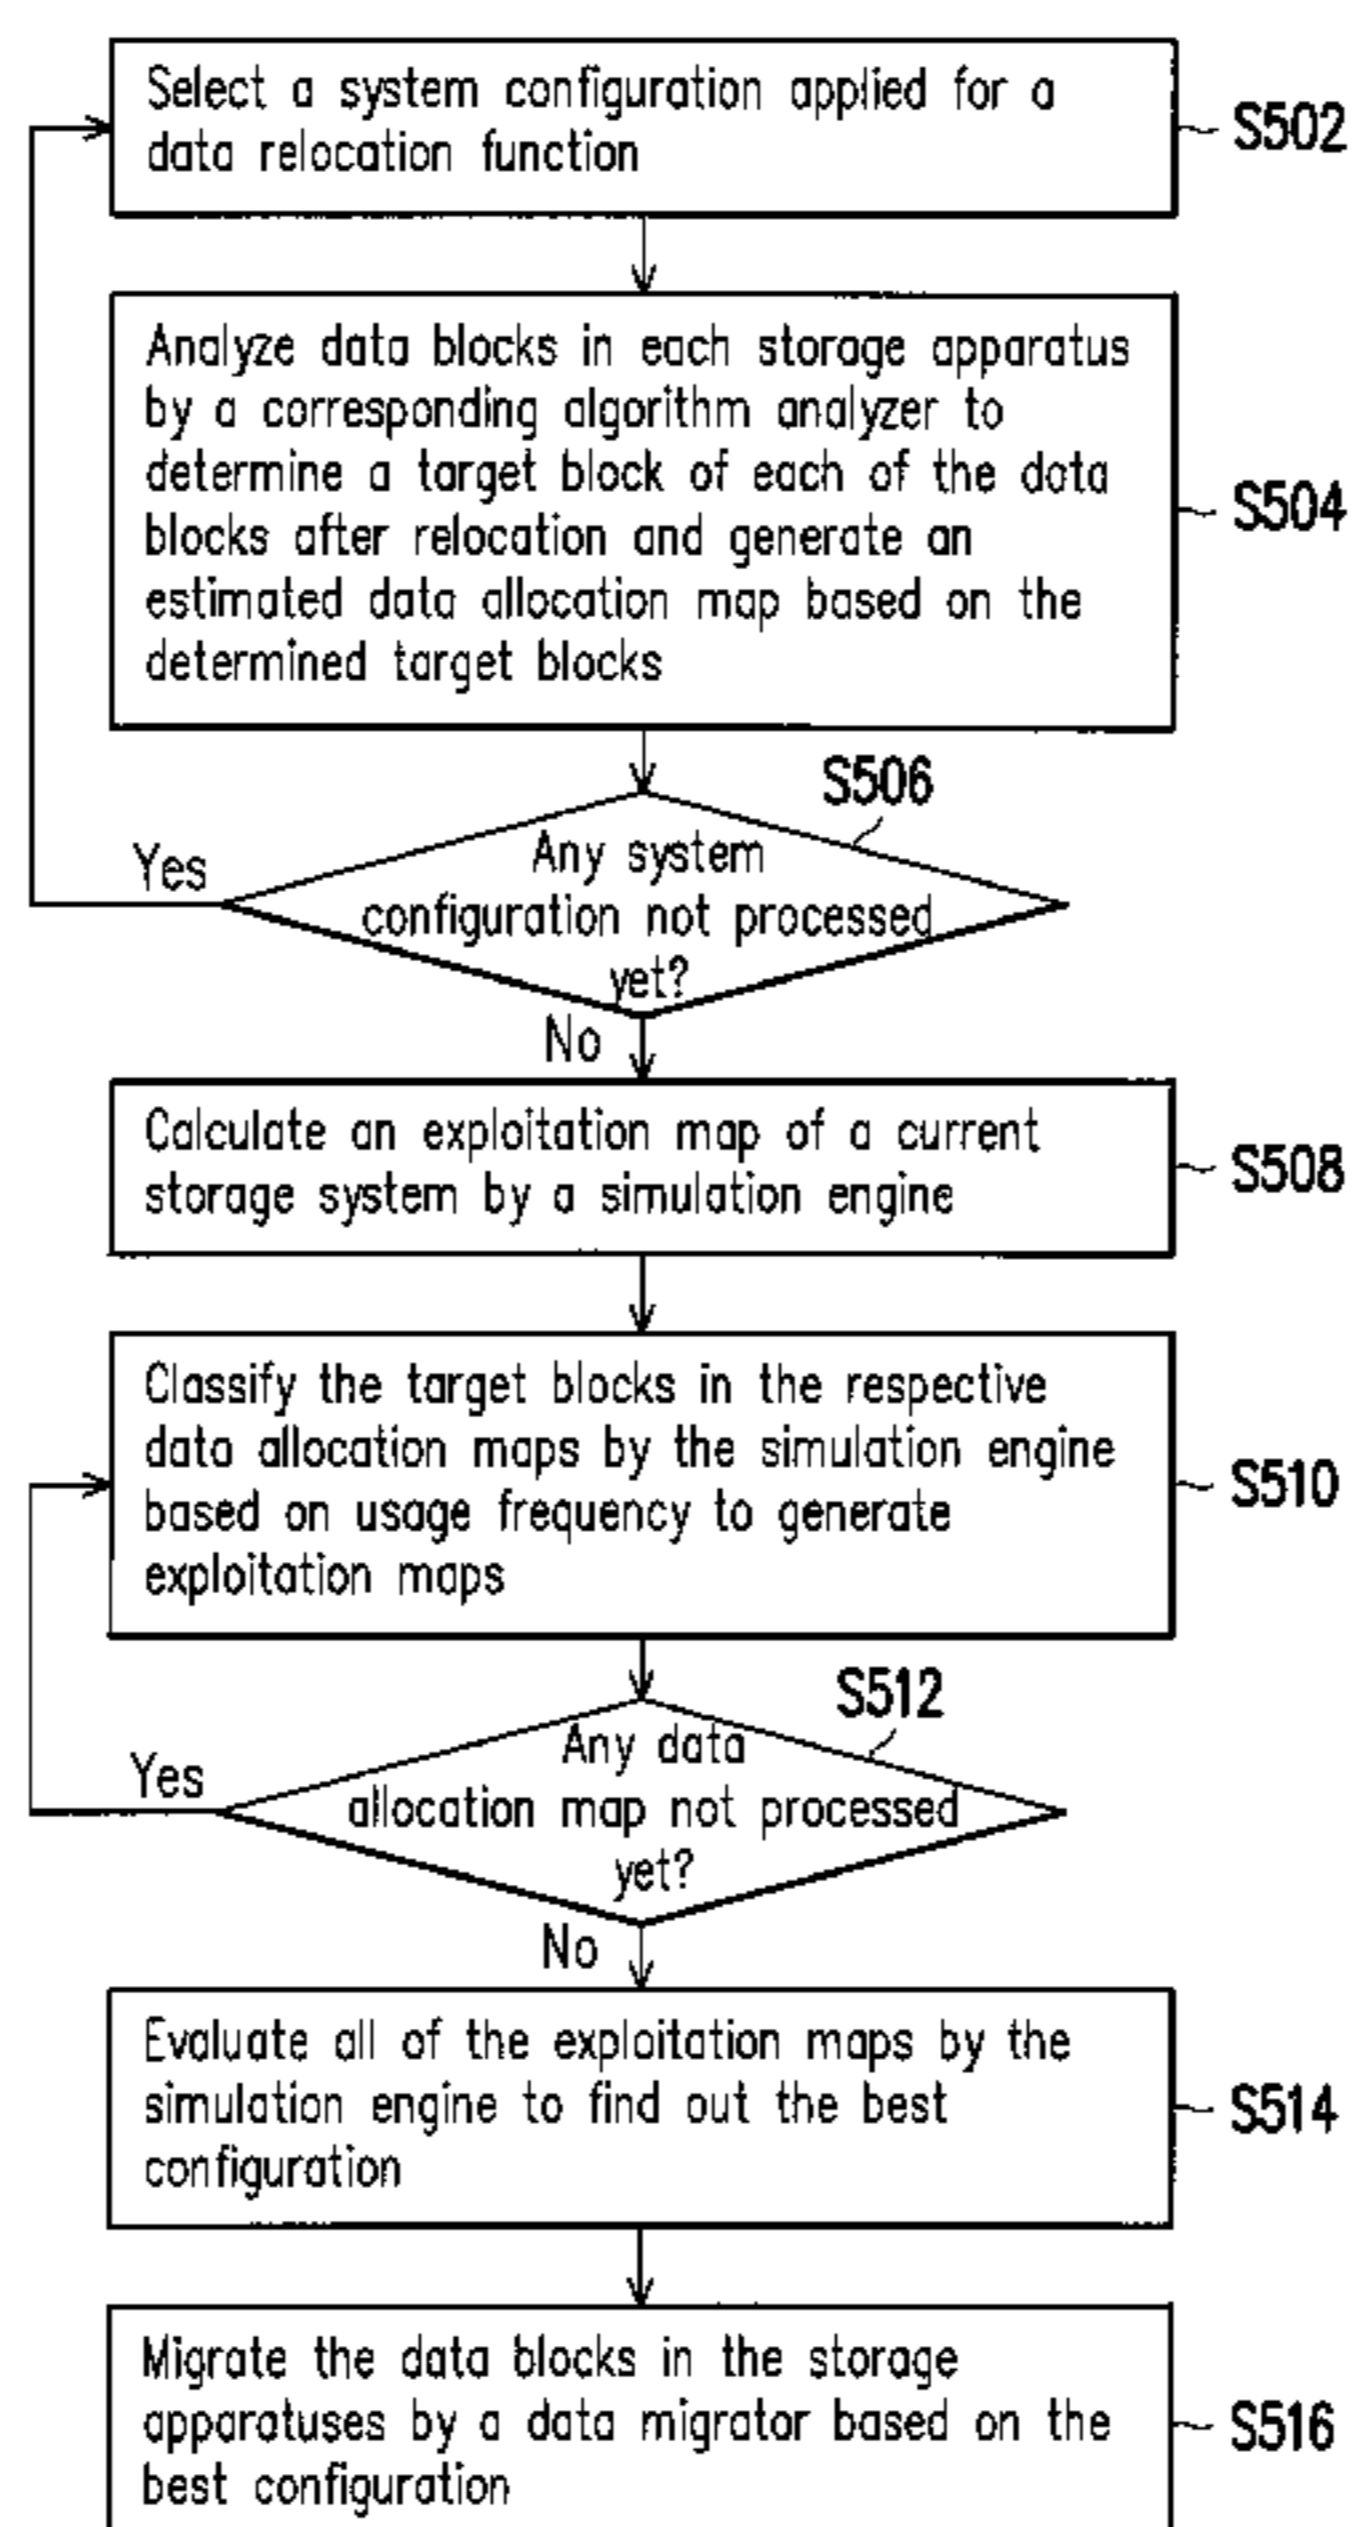 Select a system configuration applied for a
data relocation function
S502
Analyze data blocks in each storage apparatus
by a corresponding algorithm analyzer to
determine a target block of each of the data
blocks after relocation and generate an
estimated data allocation map based on the
determined target blocks
S504
S506
Any system
configuration not processed
yet?
Yes
No
Calculate an exploitation map of a current
storage system by a simulation engine
S508
Classify the target blocks in the respective
data allocation maps by the simulation engine
based on usage frequency to generate
exploitation maps
S510
S512
Any data
allocation map not processed
yet?
Yes
No
Evaluate all of the exploitation maps by the
simulation engine to find out the best
configuration
S514
Migrate the data blocks in the storage
apparatuses by a data migrator based on the
best configuration
S516